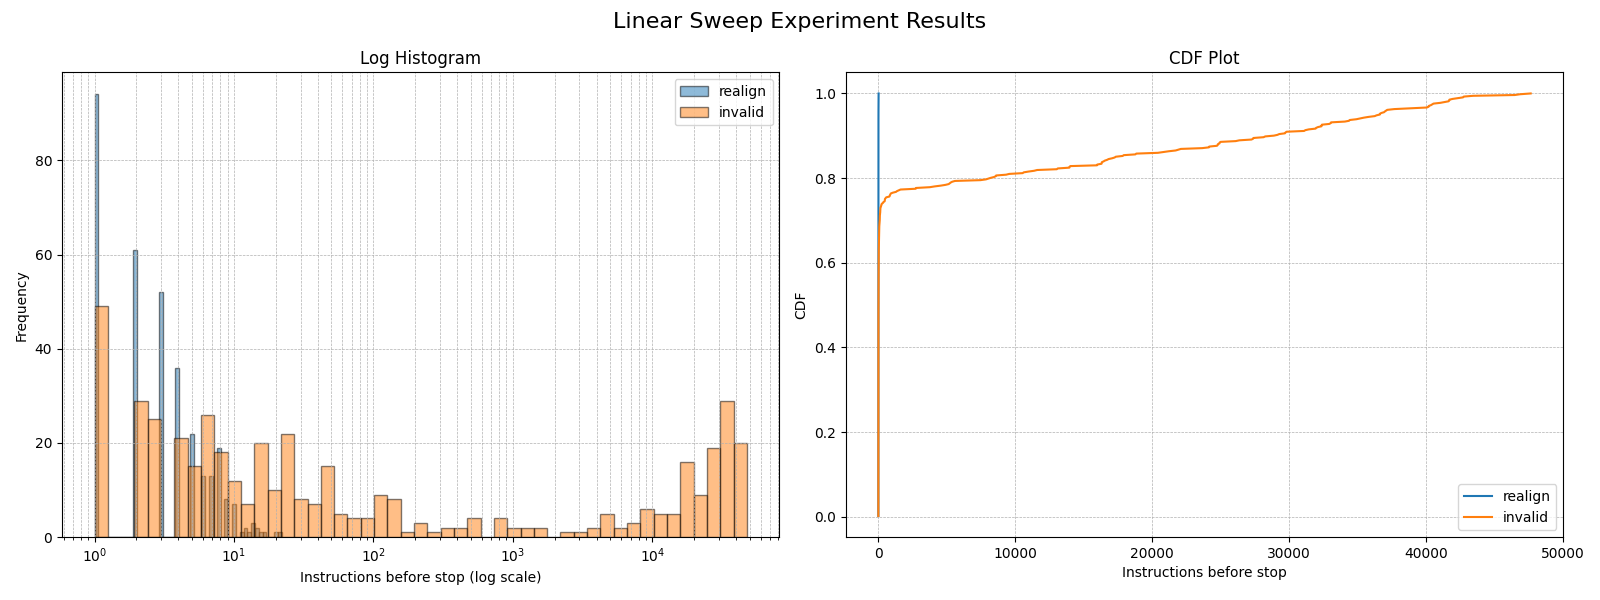 Linear Sweep Experiment Results
Log Histogram
realign
invalid
Frequency
80
60
40
20
0
10^0
10^1
10^2
10^3
10^4
Instructions before stop (log scale)
CDF Plot
CDF
1.0
0.8
0.6
0.4
0.2
0.0
realign
invalid
0
10000
20000
30000
40000
50000
Instructions before stop